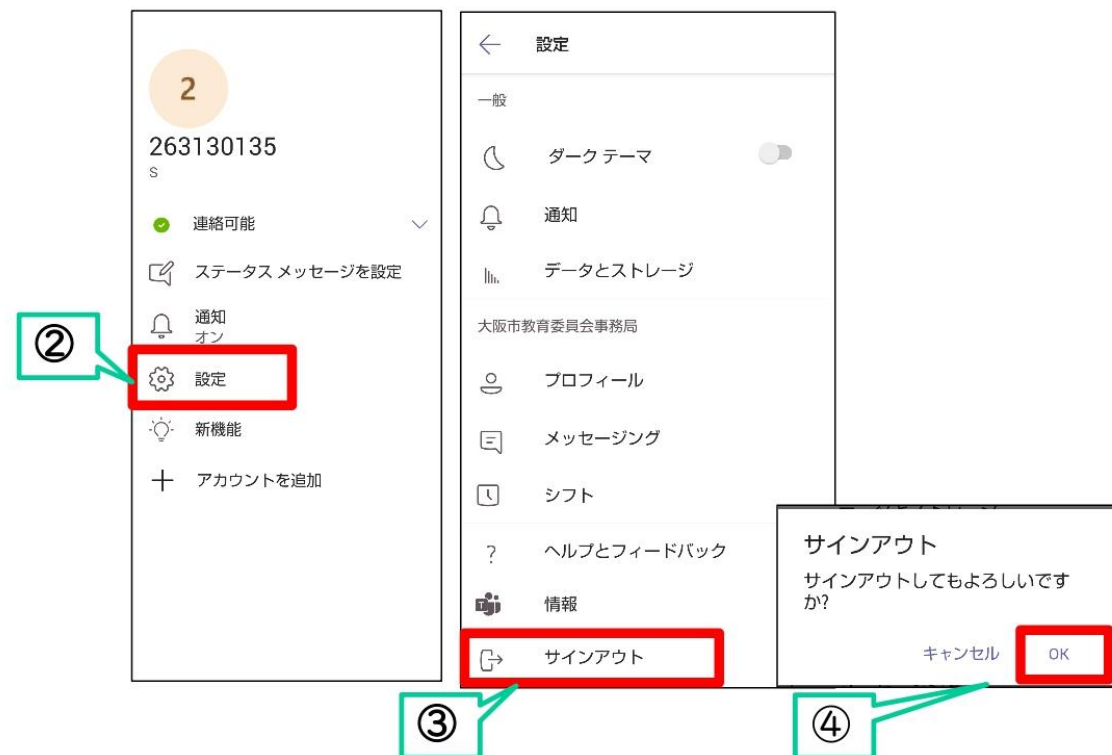 2
263130135
S
連絡可能
ステータス メッセージを設定
通知
オン
②
設定
新機能
アカウントを追加
設定
一般
ダーク テーマ
通知
データとストレージ
大阪市教育委員会事務局
プロフィール
メッセージング
シフト
? ヘルプとフィードバック
情報
サインアウト
③
サインアウト
サインアウトしてもよろしいです
か?
キャンセル OK
④